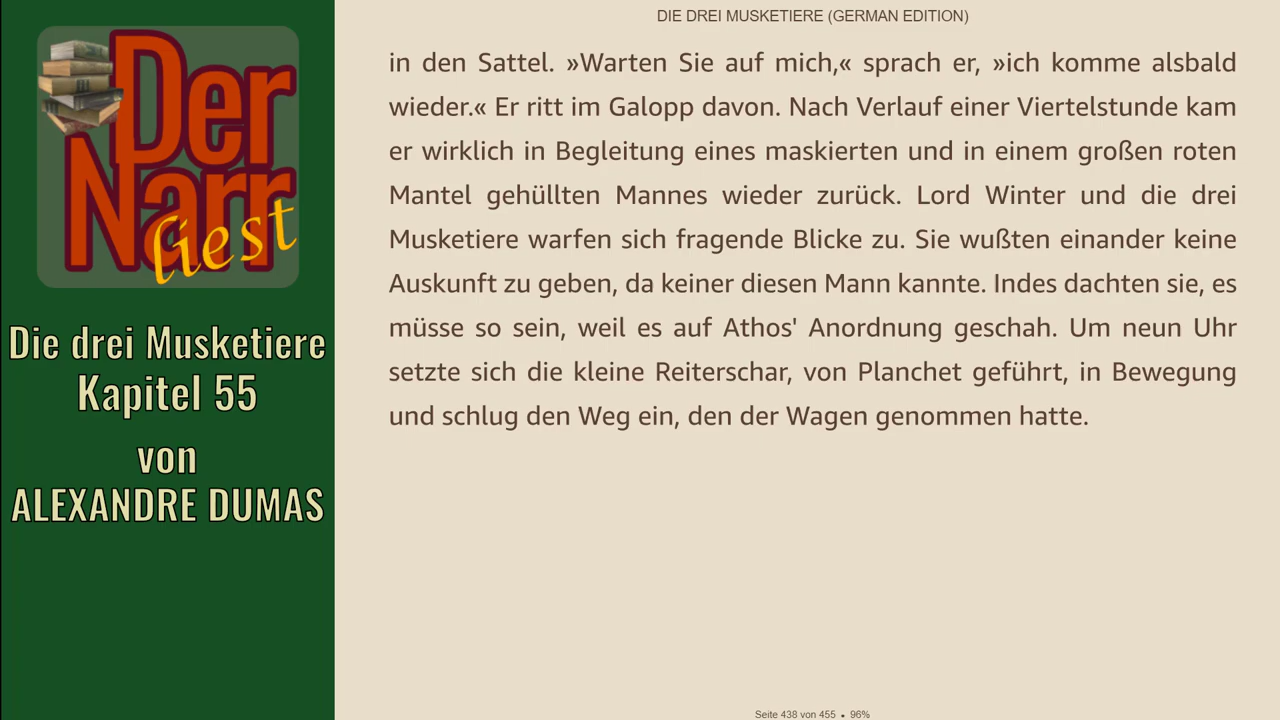 Der
Narr
liest
Die drei Musketiere
Kapitel 55
von
ALEXANDRE DUMAS
DIE DREI MUSKETIERE (GERMAN EDITION)
in den Sattel. »Warten Sie auf mich,« sprach er, »ich komme alsbald
wieder.« Er ritt im Galopp davon. Nach Verlauf einer Viertelstunde kam
er wirklich in Begleitung eines maskierten und in einem großen roten
Mantel gehüllten Mannes wieder zurück. Lord Winter und die drei
Musketiere warfen sich fragende Blicke zu. Sie wußten einander keine
Auskunft zu geben, da keiner diesen Mann kannte. Indes dachten sie, es
müsse so sein, weil es auf Athos' Anordnung geschah. Um neun Uhr
setzte sich die kleine Reiterschar, von Planchet geführt, in Bewegung
und schlug den Weg ein, den der Wagen genommen hatte.
Seite 438 von 455 • 96%